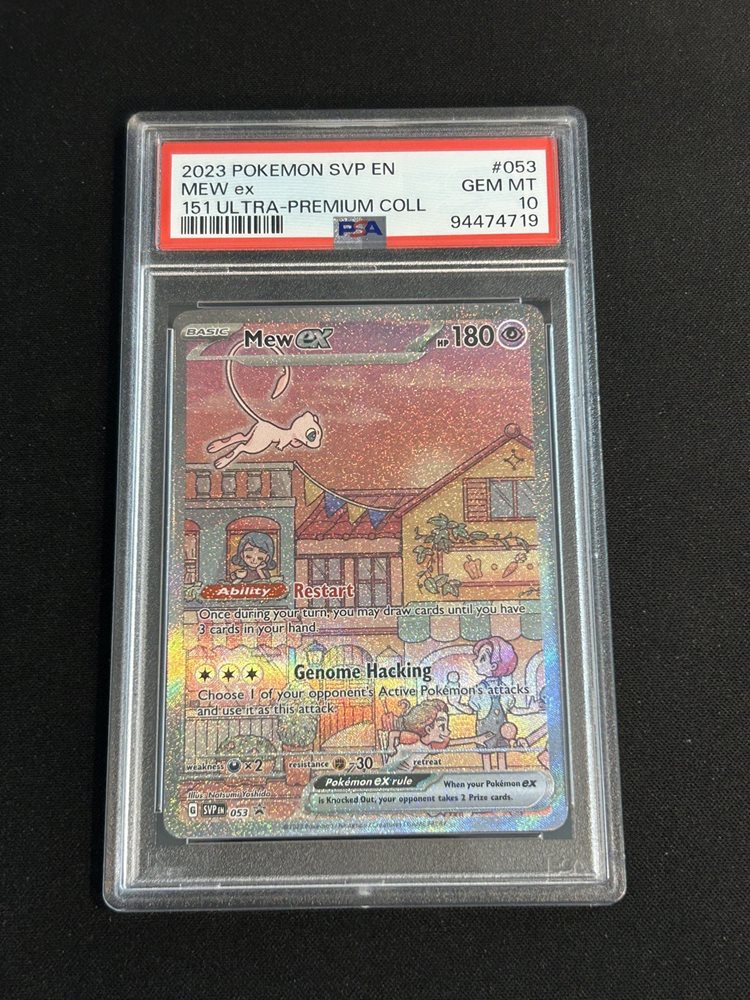 2023 POKEMON SVP EN #053
MEW ex GEM MT
151 ULTRA-PREMIUM COLL 10
94474719
PSA
BASIC Mew ex HP 180
Ability Restart
Once during your turn, you may draw cards until you have
3 cards in your hand.
Genome Hacking
Choose 1 of your opponent's Active Pokémon's attacks
and use it as this attack.
weakness ×2 resistance -30 retreat
Pokémon ex rule When your Pokémon ex
is Knocked Out, your opponent takes 2 Prize cards.
Illus. Natsumi Yoshida
G SVP EN 053